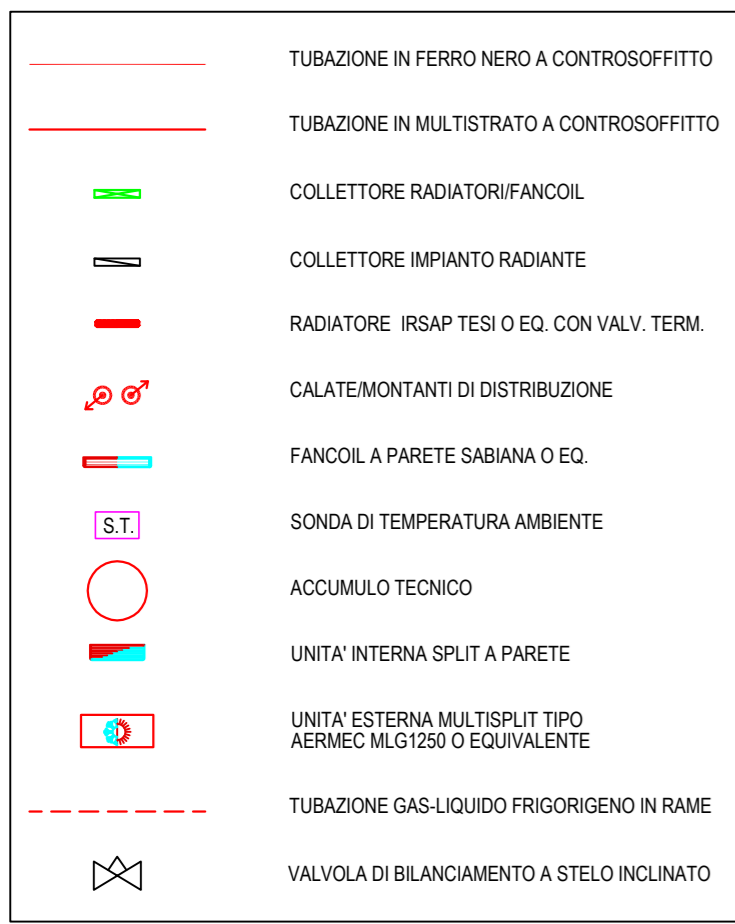 TUBAZIONE IN FERRO NERO A CONTROSOFFITTO
TUBAZIONE IN MULTISTRATO A CONTROSOFFITTO
COLLETTORE RADIATORI/FANCOIL
COLLETTORE IMPIANTO RADIANTE
RADIATORE IRSAP TESI O EQ. CON VALV. TERM.
CALATE/MONTANTI DI DISTRIBUZIONE
FANCOIL A PARETE SABIANA O EQ.
S.T. SONDA DI TEMPERATURA AMBIENTE
ACCUMULO TECNICO
UNITA' INTERNA SPLIT A PARETE
UNITA' ESTERNA MULTISPLIT TIPO
AERMEC MLG1250 O EQUIVALENTE
TUBAZIONE GAS-LIQUIDO FRIGORIGENO IN RAME
VALVOLA DI BILANCIAMENTO A STELO INCLINATO